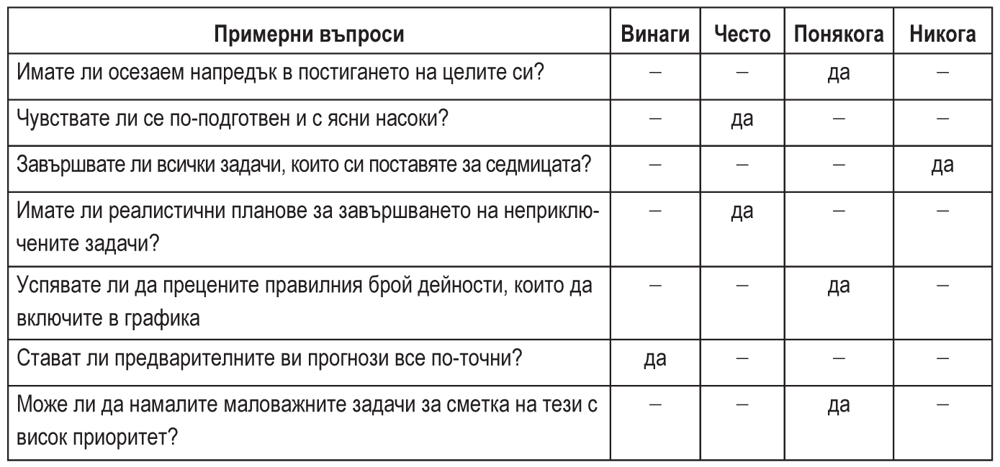 Примерни въпроси Винаги Често Понякога Никога
Имате ли осезаем напредък в постигането на целите си? – – да –
Чувствате ли се по-подготвен и с ясни насоки? – да – –
Завършвате ли всички задачи, които си поставяте за седмицата? – – – да
Имате ли реалистични планове за завършването на неприклю- – да – –
чените задачи?
Успявате ли да прецените правилния брой дейности, които да – – да –
включите в графика
Стават ли предварителните ви прогнози все по-точни? да – – –
Може ли да намалите маловажните задачи за сметка на тези с – – да –
висок приоритет?